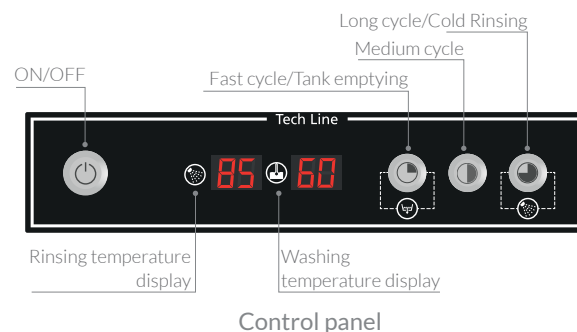 Long cycle/Cold Rinsing
Medium cycle
ON/OFF
Fast cycle/Tank emptying
Tech Line
85
60
Rinsing temperature
display
Washing
temperature display
Control panel